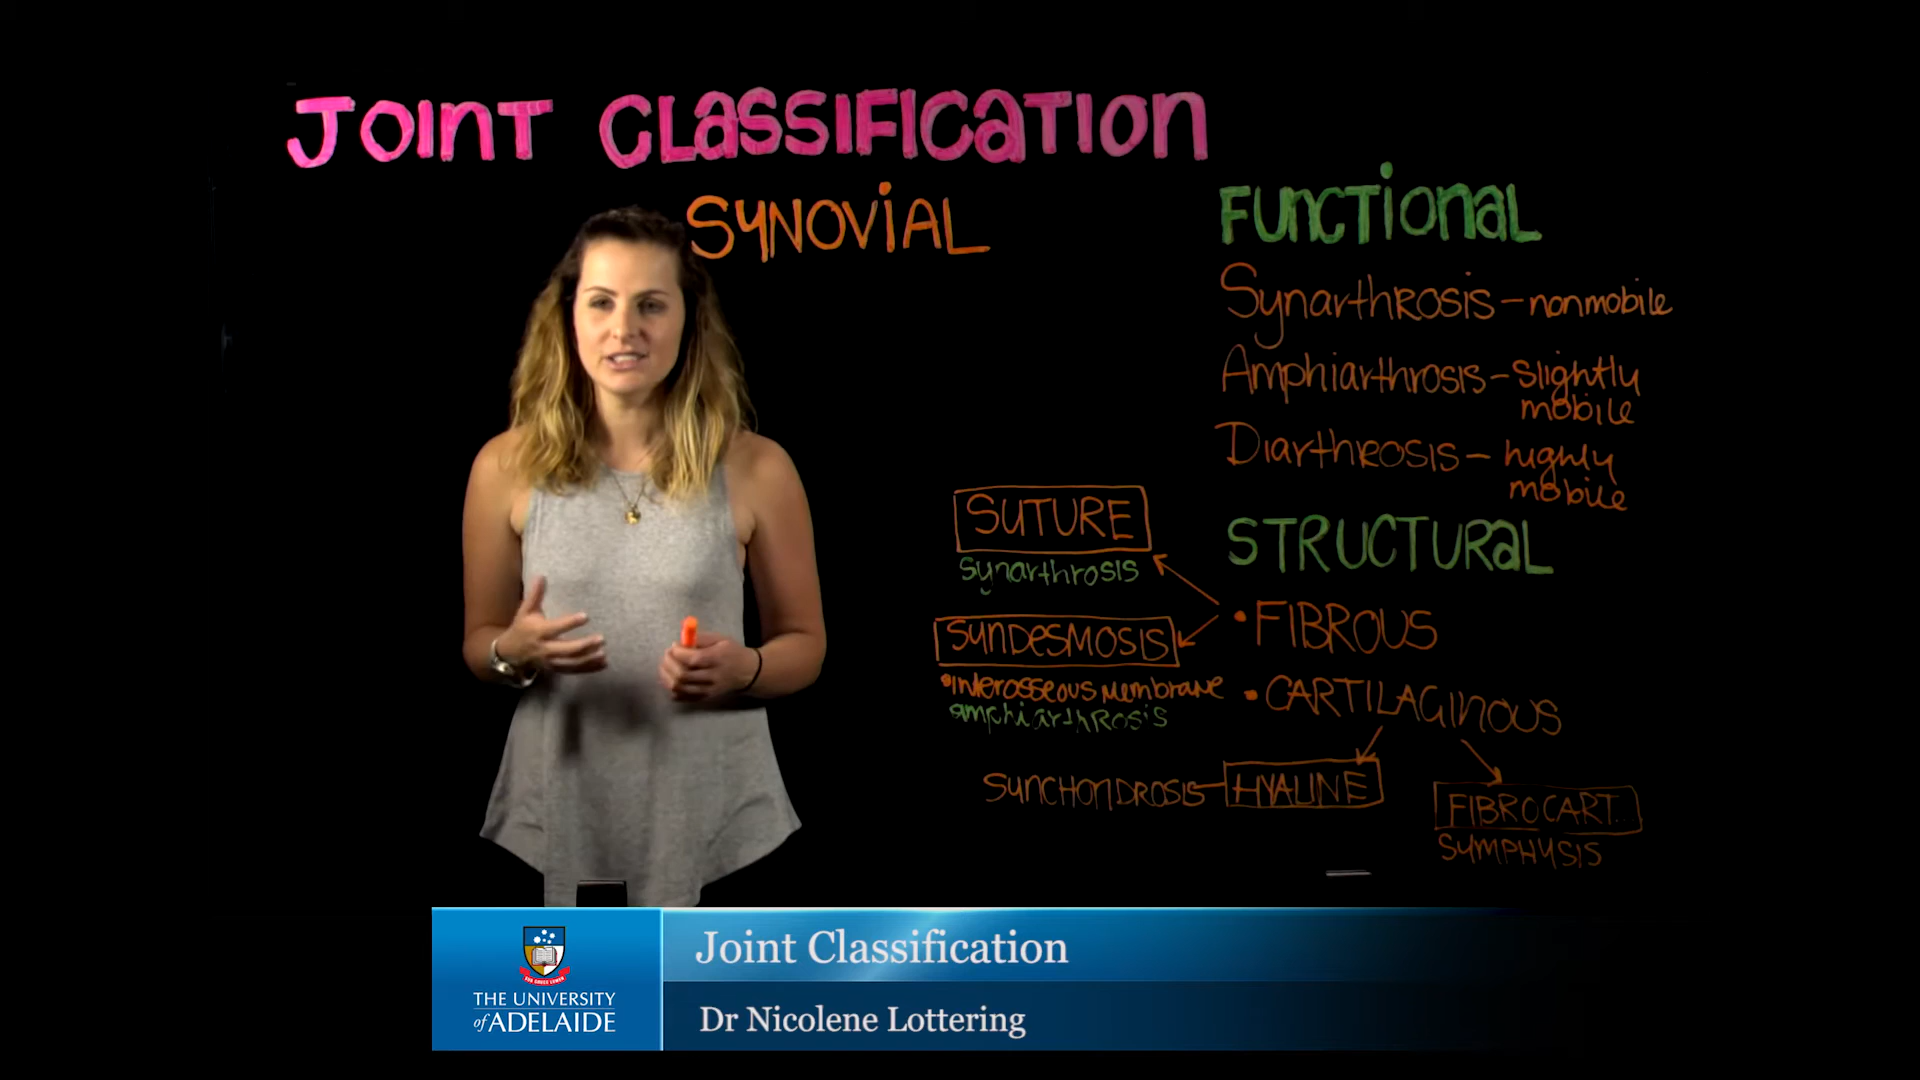 JOINT CLASSIFICATION
SYNOVIAL
FUNCTIONAL
Synarthrosis - nonmobile
Amphiarthrosis - slightly
mobile
Diarthrosis - highly
mobile
STRUCTURAL
• FIBROUS
SUTURE
synarthrosis
SYNDESMOSIS
• interosseous membrane
amphiarthrosis
• CARTILAGINOUS
SYNCHONDROSIS - HYALINE
FIBROCART.
SYMPHYSIS
Joint Classification
Dr Nicolene Lottering
THE UNIVERSITY
of ADELAIDE